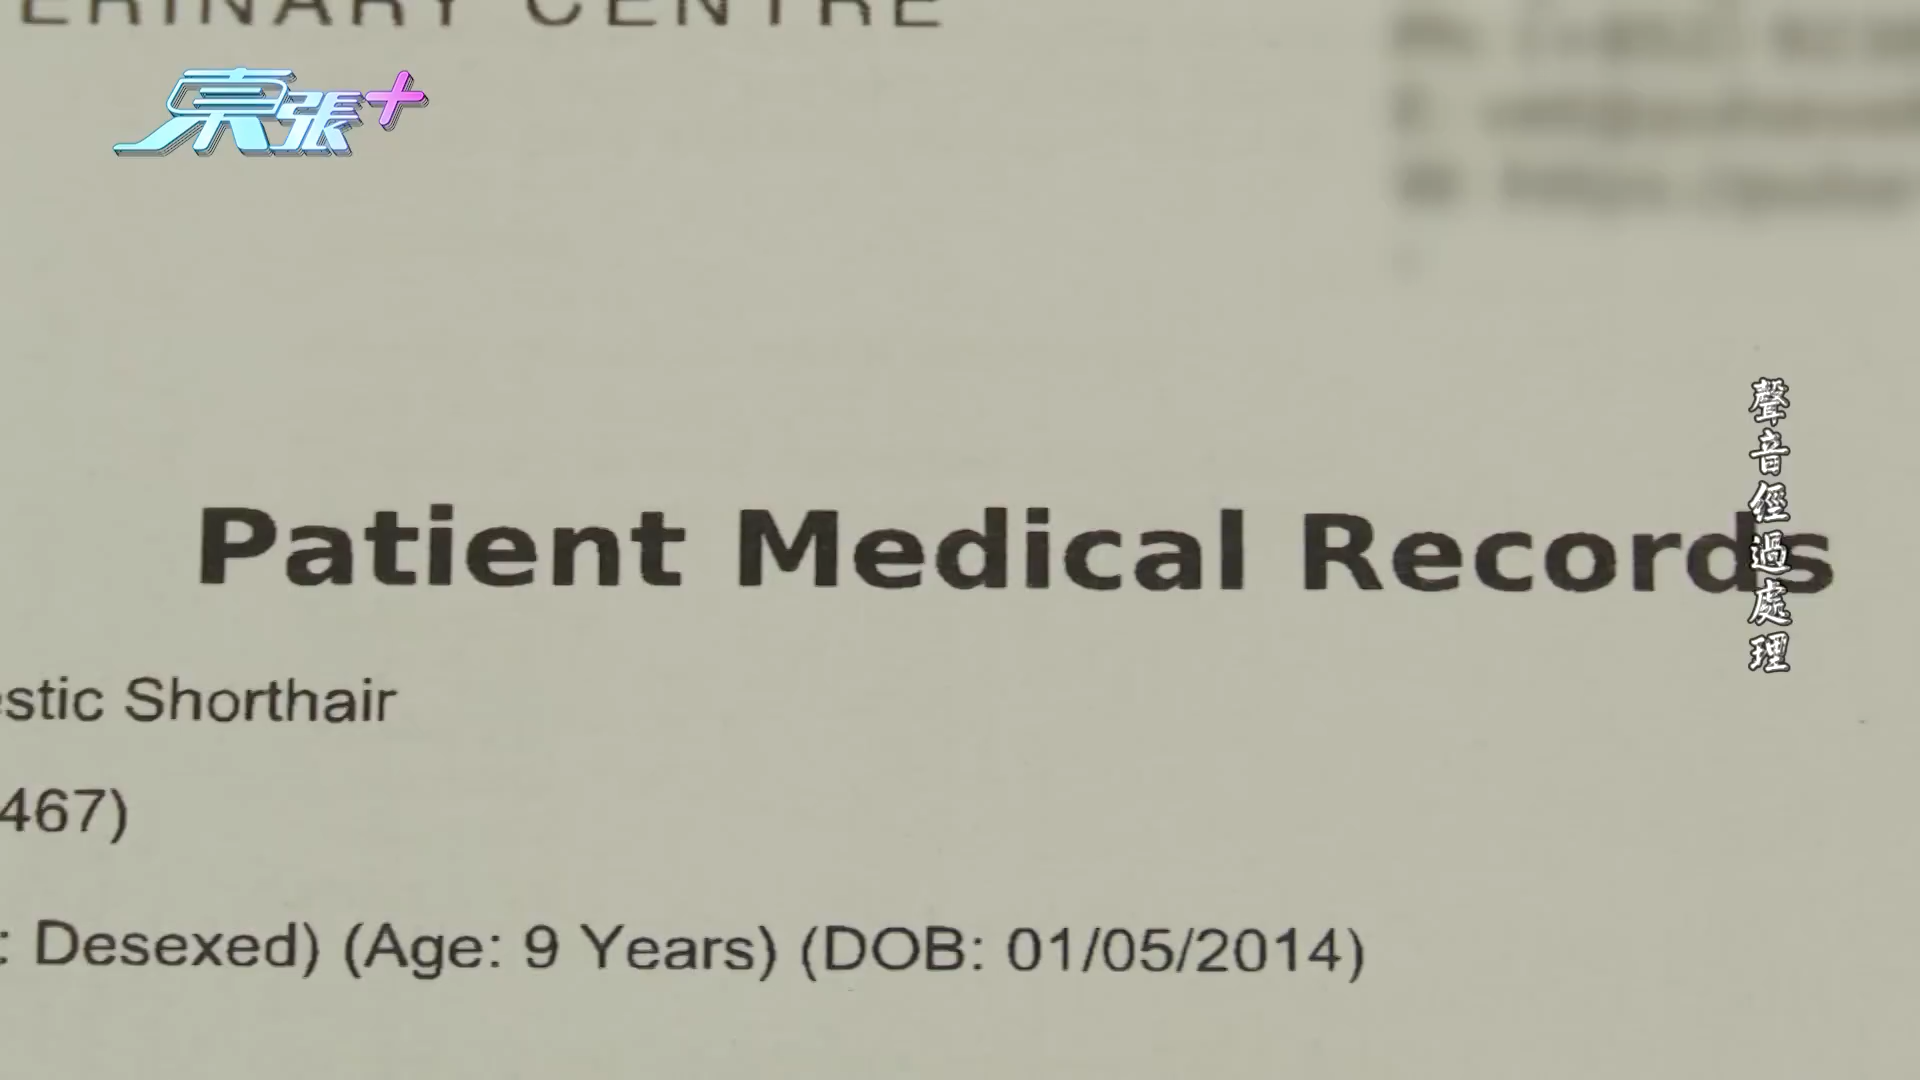 ERINARY CENTRE
東張+
聲音經過處理
Patient Medical Records
estic Shorthair
467)
: Desexed) (Age: 9 Years) (DOB: 01/05/2014)